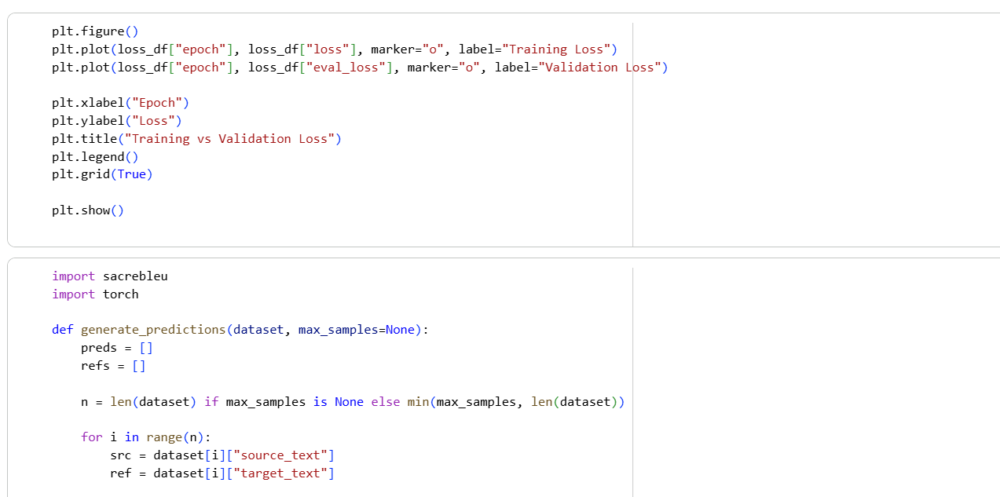 plt.figure()
plt.plot(loss_df["epoch"], loss_df["loss"], marker="o", label="Training Loss")
plt.plot(loss_df["epoch"], loss_df["eval_loss"], marker="o", label="Validation Loss")

plt.xlabel("Epoch")
plt.ylabel("Loss")
plt.title("Training vs Validation Loss")
plt.legend()
plt.grid(True)

plt.show()

import sacrebleu
import torch

def generate_predictions(dataset, max_samples=None):
    preds = []
    refs = []

    n = len(dataset) if max_samples is None else min(max_samples, len(dataset))

    for i in range(n):
        src = dataset[i]["source_text"]
        ref = dataset[i]["target_text"]